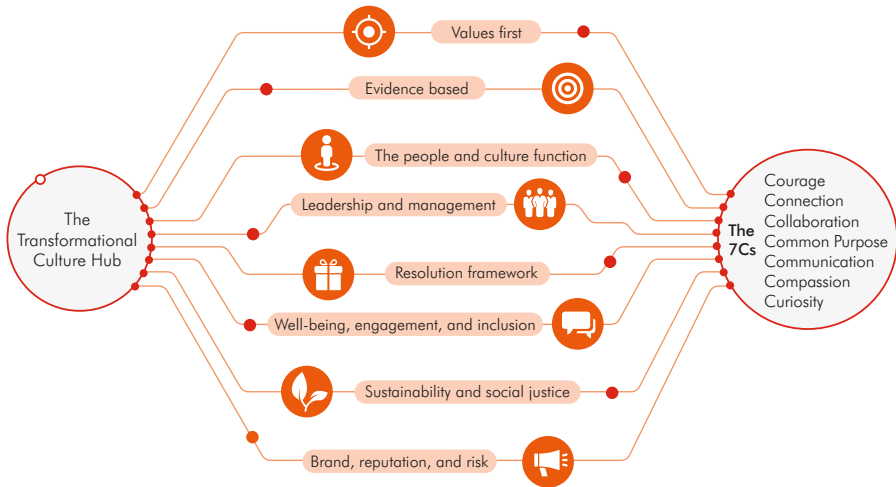 The
Transformational
Culture Hub
Values first
Evidence based
The people and culture function
Leadership and management
Resolution framework
Well-being, engagement, and inclusion
Sustainability and social justice
Brand, reputation, and risk
The
7Cs
Courage
Connection
Collaboration
Common Purpose
Communication
Compassion
Curiosity